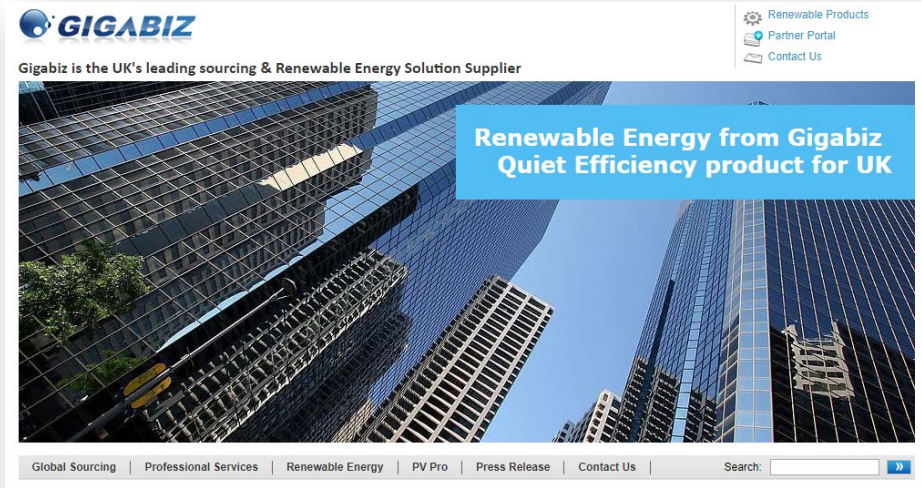 GIGABIZ
Renewable Products
Partner Portal
Contact Us
Gigabiz is the UK's leading sourcing & Renewable Energy Solution Supplier
Renewable Energy from Gigabiz
Quiet Efficiency product for UK
Global Sourcing | Professional Services | Renewable Energy | PV Pro | Press Release | Contact Us | Search: »